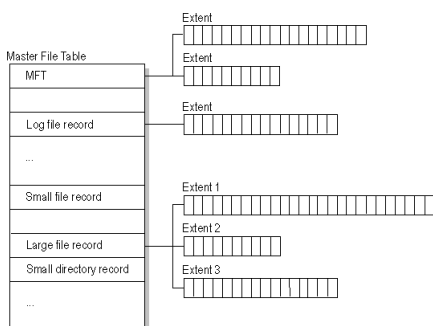 Extent
Master File Table
Extent
MFT
Extent
Log file record
...
Extent 1
Small file record
Extent 2
Large file record
Extent 3
Small directory record
...